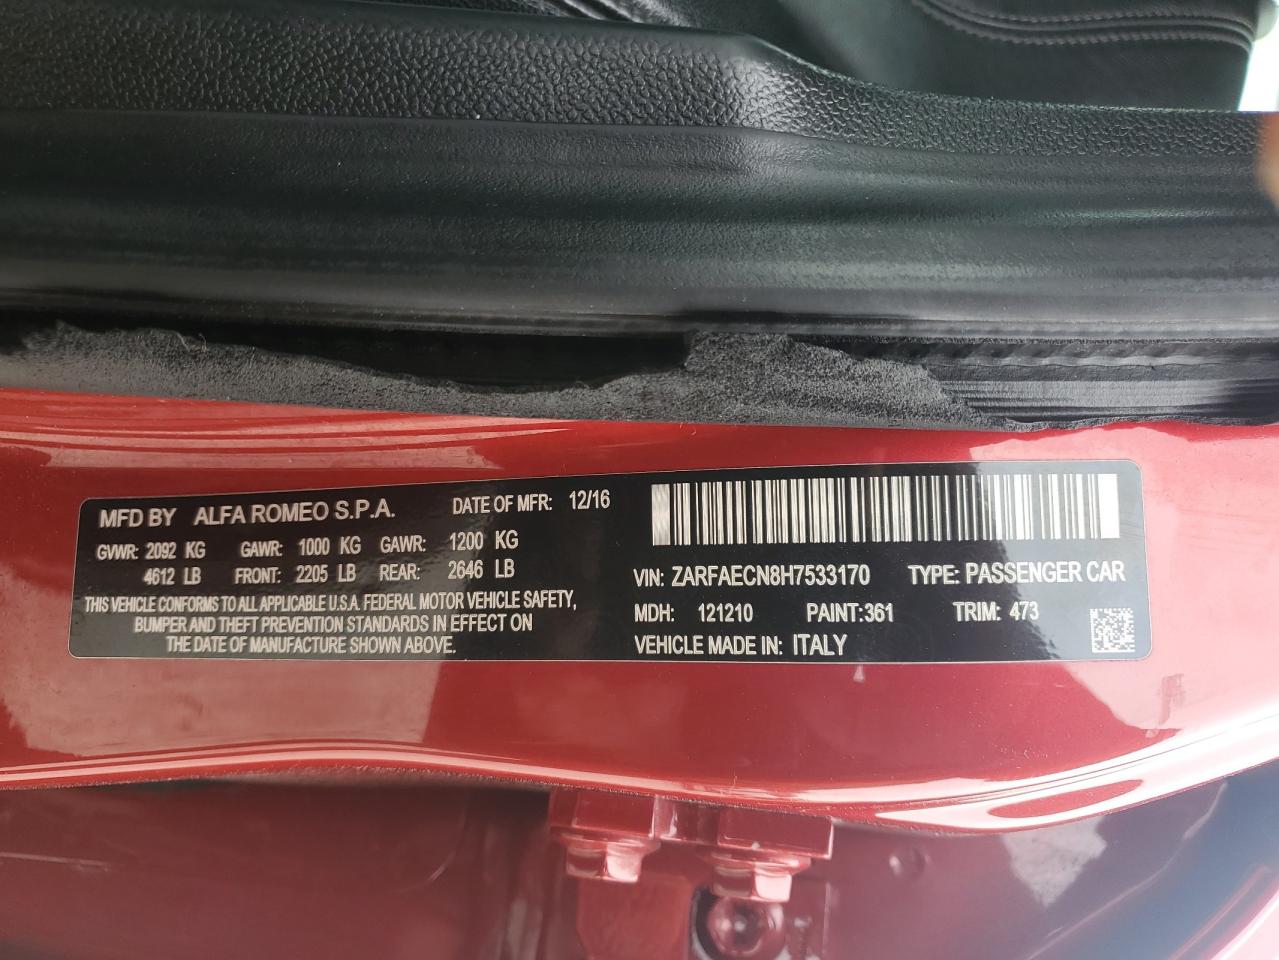 MFD BY ALFA ROMEO S.P.A. DATE OF MFR: 12/16
GVWR: 2092 KG GAWR: 1000 KG GAWR: 1200 KG
4612 LB FRONT: 2205 LB REAR: 2646 LB
THIS VEHICLE CONFORMS TO ALL APPLICABLE U.S.A. FEDERAL MOTOR VEHICLE SAFETY,
BUMPER AND THEFT PREVENTION STANDARDS IN EFFECT ON
THE DATE OF MANUFACTURE SHOWN ABOVE.
VIN: ZARFAECN8H7533170 TYPE: PASSENGER CAR
MDH: 121210 PAINT:361 TRIM: 473
VEHICLE MADE IN: ITALY